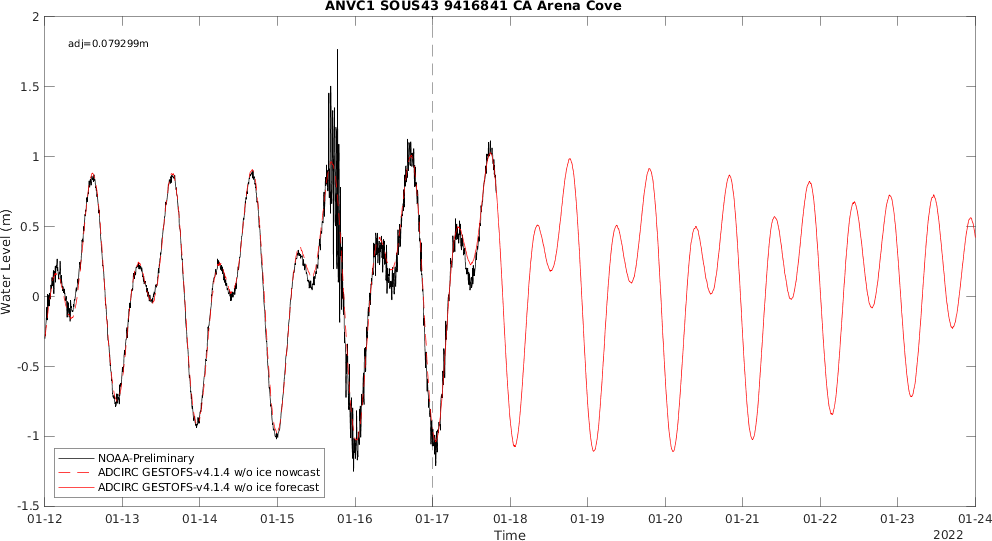 ANVC1 SOUS43 9416841 CA Arena Cove
adj=0.079299m
Water Level (m)
2
1.5
1
0.5
0
-0.5
-1
-1.5
NOAA-Preliminary
ADCIRC GESTOFS-v4.1.4 w/o ice nowcast
ADCIRC GESTOFS-v4.1.4 w/o ice forecast
01-12 01-13 01-14 01-15 01-16 01-17 01-18 01-19 01-20 01-21 01-22 01-23 01-24
Time
2022